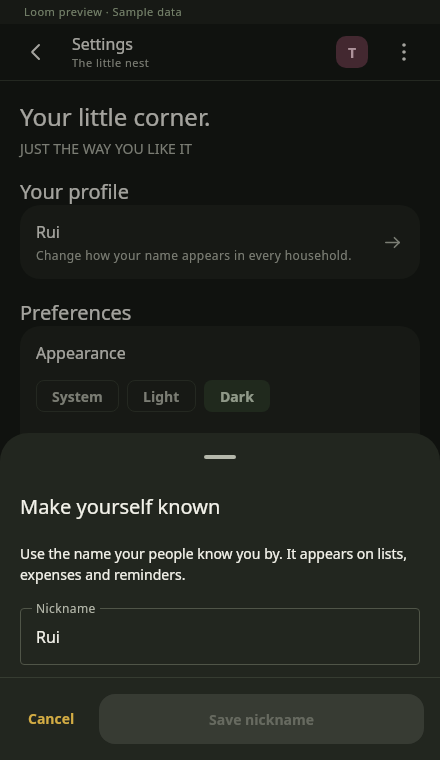 Loom preview · Sample data
Settings
The little nest
T
Your little corner.
JUST THE WAY YOU LIKE IT
Your profile
Rui
Change how your name appears in every household.
Preferences
Appearance
System
Light
Dark
Make yourself known
Use the name your people know you by. It appears on lists,
expenses and reminders.
Nickname
Rui
Cancel
Save nickname